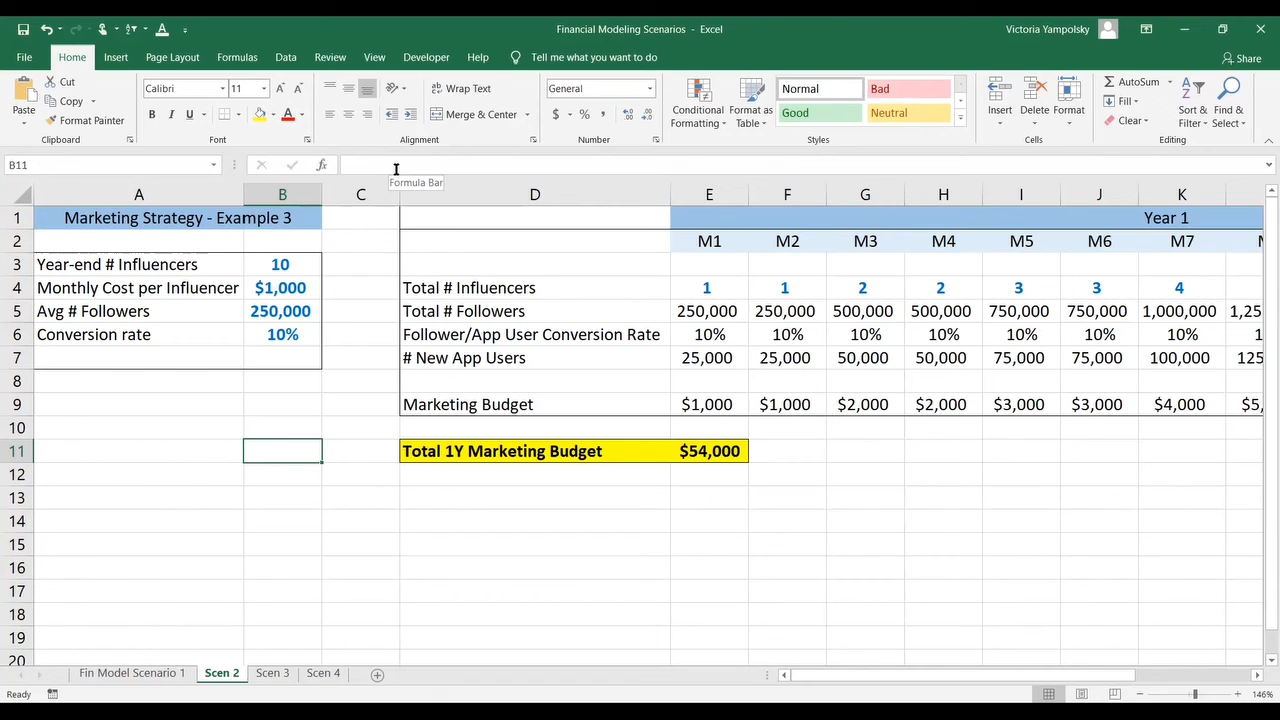 Financial Modeling Scenarios - Excel
Victoria Yampolsky
File Home Insert Page Layout Formulas Data Review View Developer Help Tell me what you want to do Share
Paste
Cut
Copy
Format Painter
Clipboard
Calibri 11 A A
B I U A
Font
Wrap Text
Merge & Center
Alignment
General
$ %
Number
Conditional Formatting
Format as Table
Normal Bad
Good Neutral
Styles
Insert Delete Format
Cells
AutoSum
Fill
Clear
Sort & Filter
Find & Select
Editing
B11 fx
Formula Bar
A B C D E F G H I J K
1 Marketing Strategy - Example 3 Year 1
2 M1 M2 M3 M4 M5 M6 M7
3 Year-end # Influencers 10
4 Monthly Cost per Influencer $1,000 Total # Influencers 1 1 2 2 3 3 4
5 Avg # Followers 250,000 Total # Followers 250,000 250,000 500,000 500,000 750,000 750,000 1,000,000 1,25
6 Conversion rate 10% Follower/App User Conversion Rate 10% 10% 10% 10% 10% 10% 10% 1
7 # New App Users 25,000 25,000 50,000 50,000 75,000 75,000 100,000 125
8
9 Marketing Budget $1,000 $1,000 $2,000 $2,000 $3,000 $3,000 $4,000 $5,
10
11 Total 1Y Marketing Budget $54,000
12
13
14
15
16
17
18
19
20
Fin Model Scenario 1 Scen 2 Scen 3 Scen 4
Ready 146%